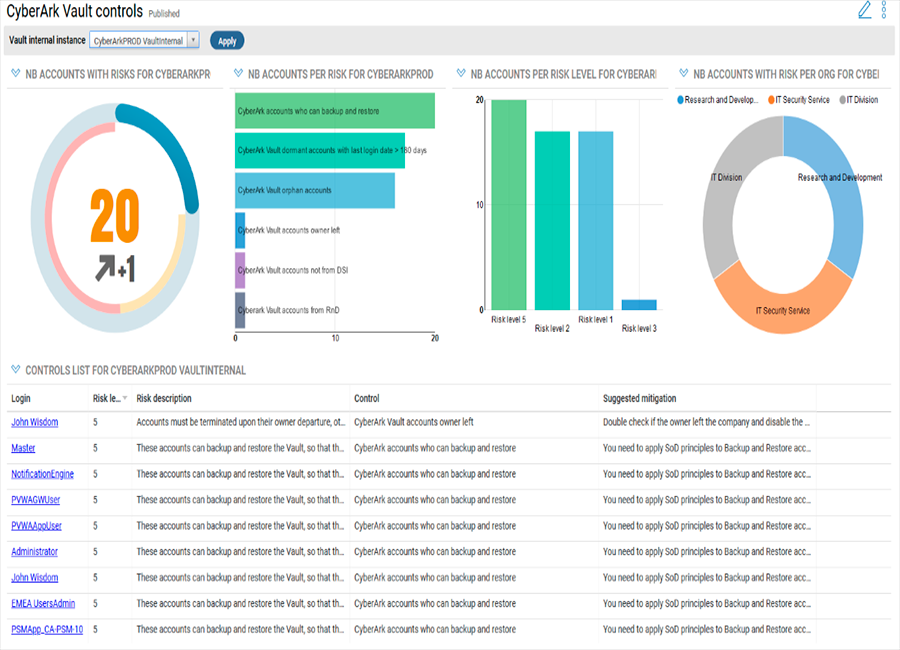 CyberArk Vault controls Published
Vault internal instance CyberArkPROD VaultInternal Apply
NB ACCOUNTS WITH RISKS FOR CYBERARKPR
20
+1
NB ACCOUNTS PER RISK FOR CYBERARKPROD
CyberArk accounts who can backup and restore
CyberArk Vault dormant accounts with last login date > 180 days
CyberArk Vault orphan accounts
CyberArk Vault accounts owner left
CyberArk Vault accounts not from DSI
Cyberark Vault accounts from RnD
0 10 20
NB ACCOUNTS PER RISK LEVEL FOR CYBERARI
20
10
0
Risk level 5 Risk level 2 Risk level 1 Risk level 3
NB ACCOUNTS WITH RISK PER ORG FOR CYBEI
Research and Develop... IT Security Service IT Division
IT Division Research and Development
IT Security Service
CONTROLS LIST FOR CYBERARKPROD VAULTINTERNAL
Login Risk le... Risk description Control Suggested mitigation
John Wisdom 5 Accounts must be terminated upon their owner departure, ot... CyberArk Vault accounts owner left Double check if the owner left the company and disable the ...
Master 5 These accounts can backup and restore the Vault, so that th... CyberArk accounts who can backup and restore You need to apply SoD principles to Backup and Restore acc...
NotificationEngine 5 These accounts can backup and restore the Vault, so that th... CyberArk accounts who can backup and restore You need to apply SoD principles to Backup and Restore acc...
PVWAGWUser 5 These accounts can backup and restore the Vault, so that th... CyberArk accounts who can backup and restore You need to apply SoD principles to Backup and Restore acc...
PVWAAppUser 5 These accounts can backup and restore the Vault, so that th... CyberArk accounts who can backup and restore You need to apply SoD principles to Backup and Restore acc...
Administrator 5 These accounts can backup and restore the Vault, so that th... CyberArk accounts who can backup and restore You need to apply SoD principles to Backup and Restore acc...
John Wisdom 5 These accounts can backup and restore the Vault, so that th... CyberArk accounts who can backup and restore You need to apply SoD principles to Backup and Restore acc...
EMEA UsersAdmin 5 These accounts can backup and restore the Vault, so that th... CyberArk accounts who can backup and restore You need to apply SoD principles to Backup and Restore acc...
PSMApp_CA-PSM-10 5 These accounts can backup and restore the Vault, so that th... CyberArk accounts who can backup and restore You need to apply SoD principles to Backup and Restore acc...